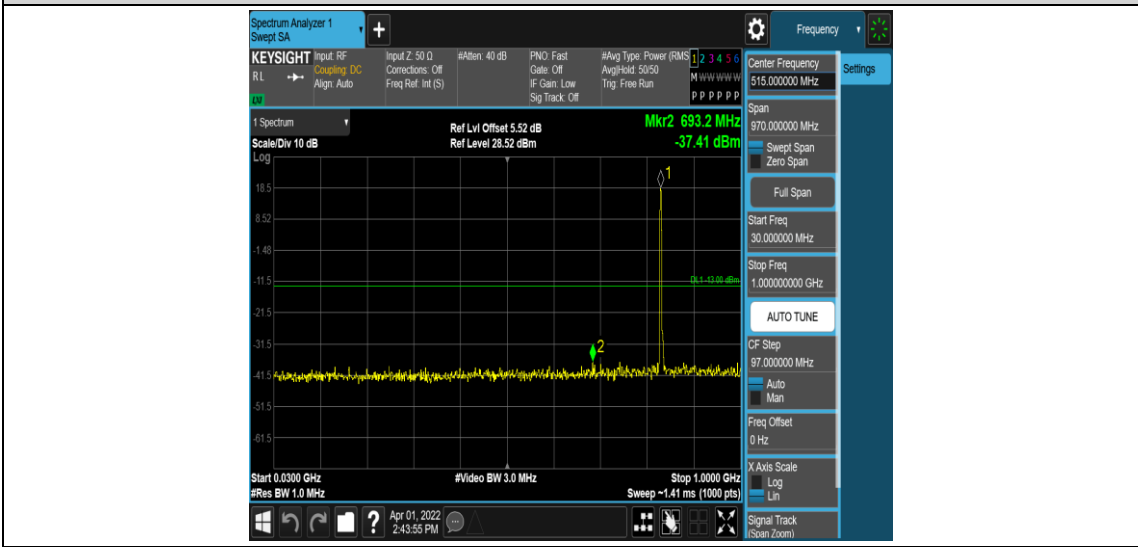 Spectrum Analyzer 1
Swept SA
+
Frequency
KEYSIGHT
R L
LXI
Input: RF
Coupling: DC
Align: Auto
Input Z: 50 Ω
Corrections: Off
Freq Ref: Int (S)
#Atten: 40 dB
PNO: Fast
Gate: Off
IF Gain: Low
Sig Track: Off
#Avg Type: Power (RMS
Avg|Hold: 50/50
Trig: Free Run
1 2 3 4 5 6
M W W W W W
P P P P P P
1 Spectrum
Scale/Div 10 dB
Log
Ref Lvl Offset 5.52 dB
Ref Level 28.52 dBm
Mkr2 693.2 MHz
-37.41 dBm
1
18.5
8.52
-1.48
-11.5
DL1 -13.00 dBm
-21.5
-31.5
2
-41.5
-51.5
-61.5
Start 0.0300 GHz
#Res BW 1.0 MHz
#Video BW 3.0 MHz
Stop 1.0000 GHz
Sweep ~1.41 ms (1000 pts)
?
Apr 01, 2022
2:43:55 PM
Center Frequency
515.000000 MHz
Settings
Span
970.000000 MHz
Swept Span
Zero Span
Full Span
Start Freq
30.000000 MHz
Stop Freq
1.000000000 GHz
AUTO TUNE
CF Step
97.000000 MHz
Auto
Man
Freq Offset
0 Hz
X Axis Scale
Log
Lin
Signal Track
(Span Zoom)